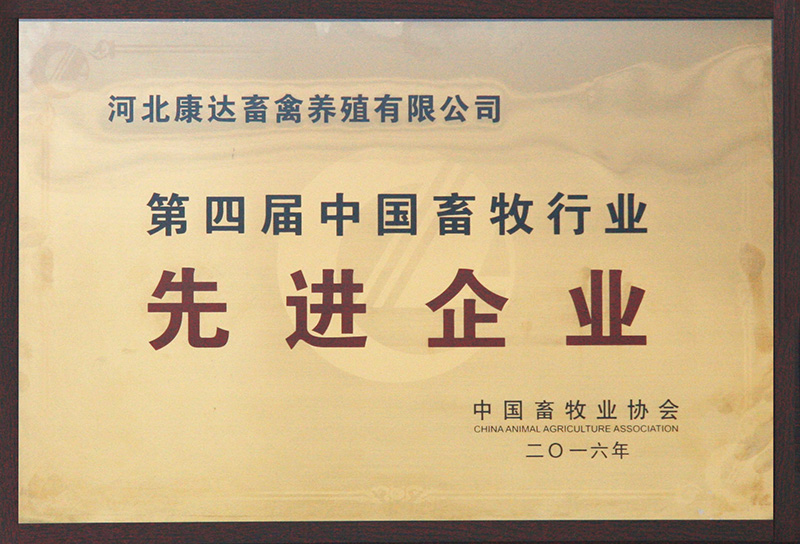 河北康达畜禽养殖有限公司
第四届中国畜牧行业
先进企业
中国畜牧业协会
CHINA ANIMAL AGRICULTURE ASSOCIATION
二〇一六年